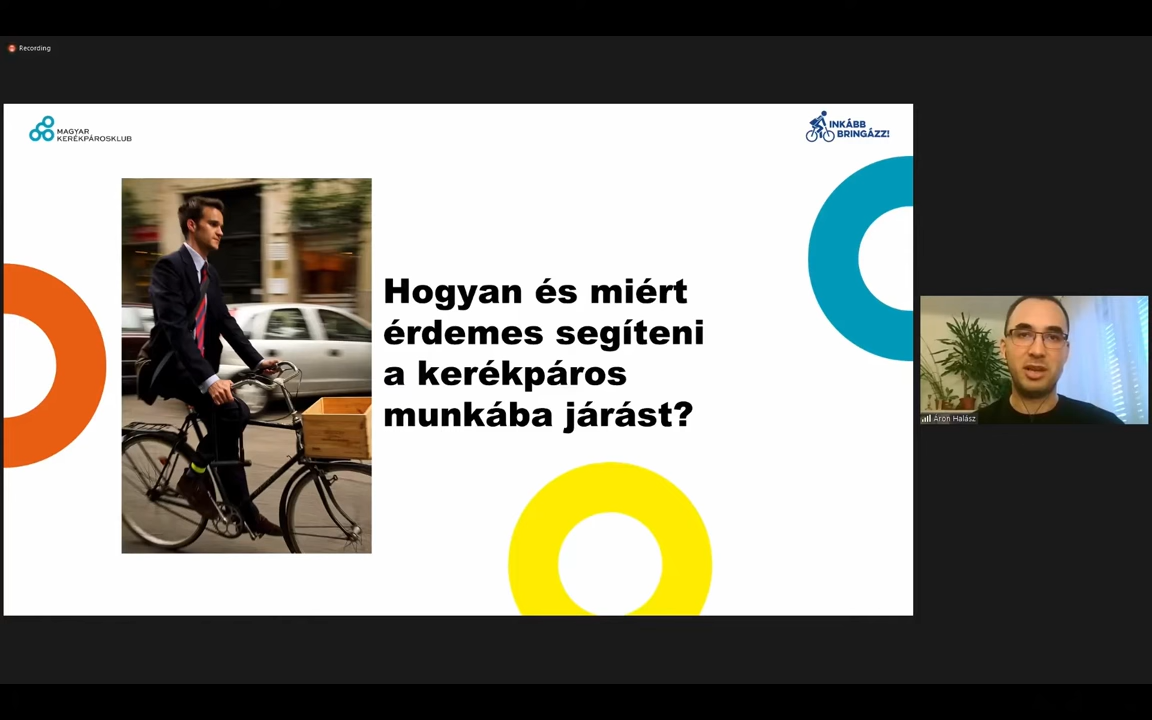 Recording
MAGYAR
KERÉKPÁROSKLUB
INKÁBB
BRINGÁZZ!
Hogyan és miért
érdemes segíteni
a kerékpáros
munkába járást?
Áron Halász